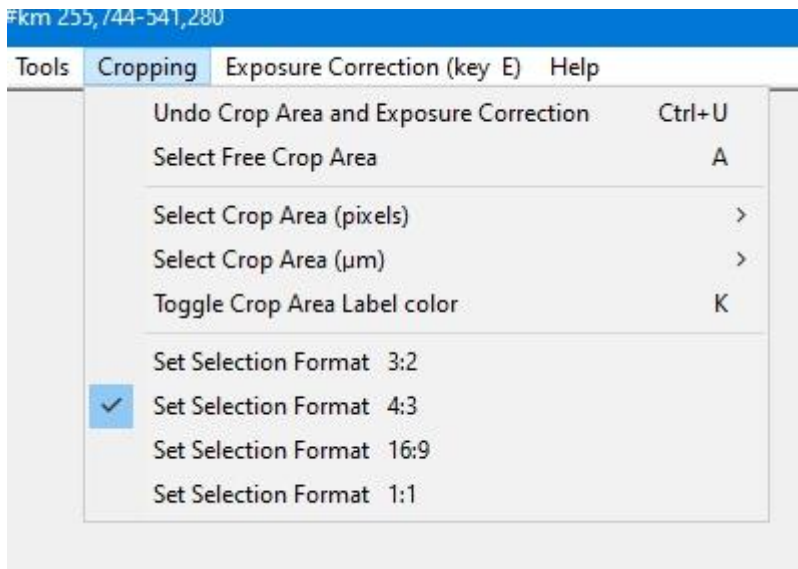 #km 255,744-541,280
Tools Cropping Exposure Correction (key E) Help
Undo Crop Area and Exposure Correction Ctrl+U
Select Free Crop Area A
Select Crop Area (pixels) >
Select Crop Area (µm) >
Toggle Crop Area Label color K
Set Selection Format 3:2
Set Selection Format 4:3
Set Selection Format 16:9
Set Selection Format 1:1